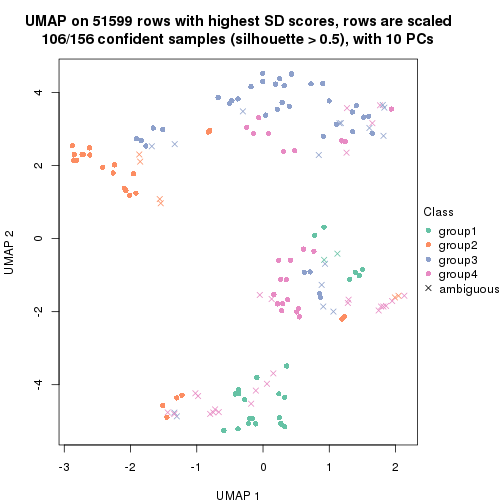 UMAP on 51599 rows with highest SD scores, rows are scaled
106/156 confident samples (silhouette > 0.5), with 10 PCs
4
2
0
-2
-4
UMAP 2
-3
-2
-1
0
1
2
UMAP 1
Class
group1
group2
group3
group4
ambiguous